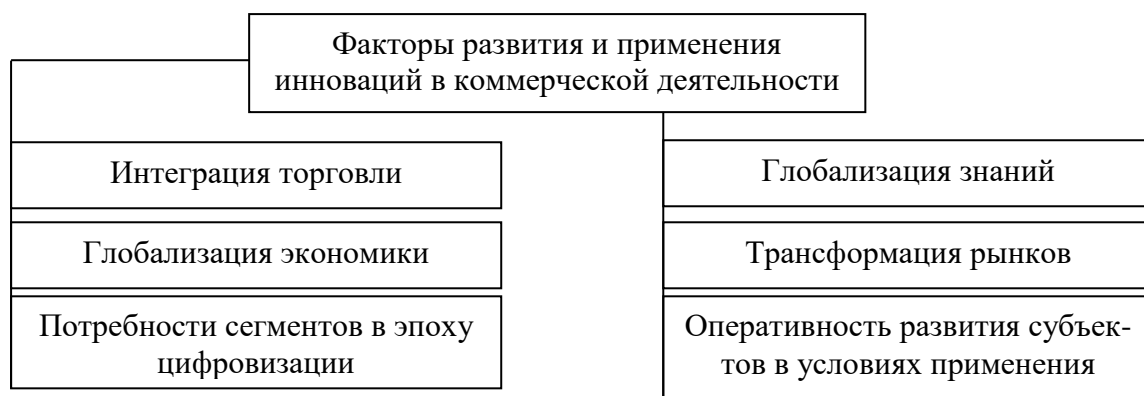 Факторы развития и применения
инноваций в коммерческой деятельности
Интеграция торговли
Глобализация экономики
Потребности сегментов в эпоху
цифровизации
Глобализация знаний
Трансформация рынков
Оперативность развития субъек-
тов в условиях применения